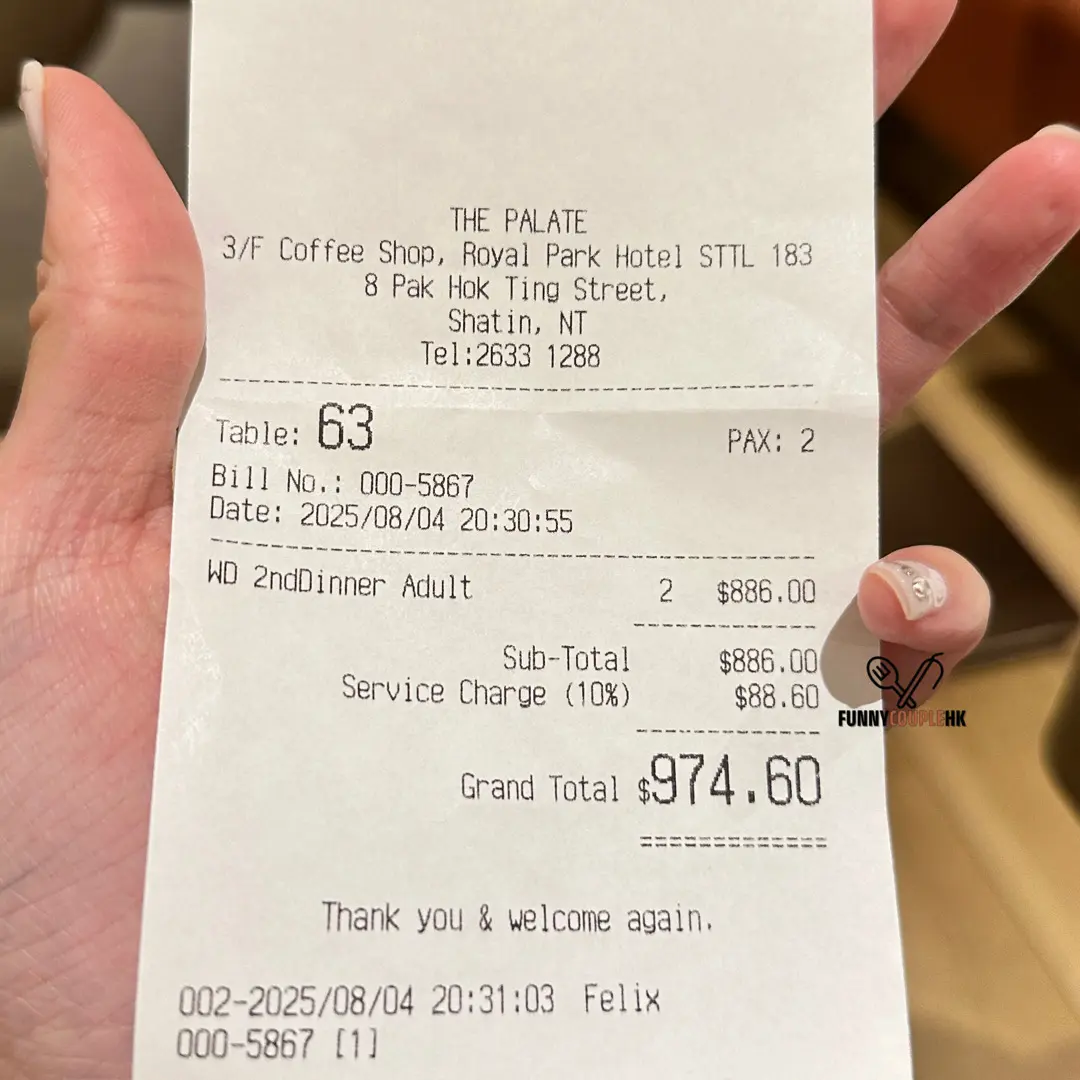 THE PALATE
3/F Coffee Shop, Royal Park Hotel STTL 183
8 Pak Hok Ting Street,
Shatin, NT
Tel:2633 1288
Table: 63 PAX: 2
Bill No.: 000-5867
Date: 2025/08/04 20:30:55
WD 2ndDinner Adult 2 $886.00
Sub-Total $886.00
Service Charge (10%) $88.60
Grand Total $974.60
Thank you & welcome again.
002-2025/08/04 20:31:03 Felix
000-5867 [1]
FUNNYCOUPLEHK